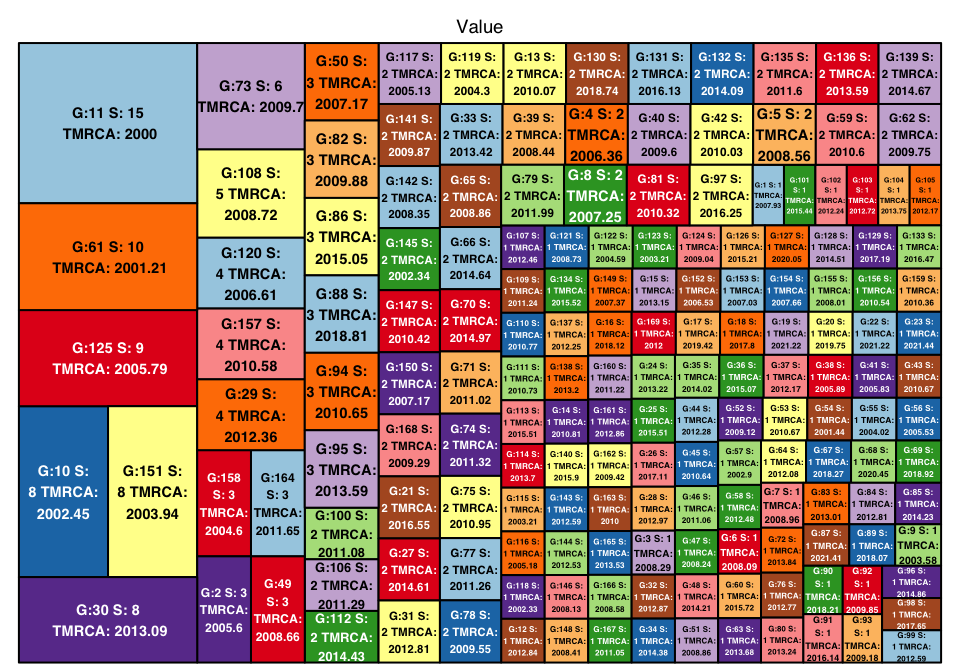 Value
G:11 S: 15
TMRCA: 2000
G:61 S: 10
TMRCA: 2001.21
G:125 S: 9
TMRCA: 2005.79
G:10 S:
8 TMRCA:
2002.45
G:151 S:
8 TMRCA:
2003.94
G:30 S: 8
TMRCA: 2013.09
G:73 S: 6
TMRCA: 2009.7
G:108 S:
5 TMRCA:
2008.72
G:120 S:
4 TMRCA:
2006.61
G:157 S:
4 TMRCA:
2010.58
G:29 S:
4 TMRCA:
2012.36
G:158
S: 3
TMRCA:
2004.6
G:164
S: 3
TMRCA:
2011.65
G:2 S: 3
TMRCA:
2005.6
G:49
S: 3
TMRCA:
2008.66
G:50 S:
3 TMRCA:
2007.17
G:82 S:
3 TMRCA:
2009.88
G:86 S:
3 TMRCA:
2015.05
G:88 S:
3 TMRCA:
2018.81
G:94 S:
3 TMRCA:
2010.65
G:95 S:
3 TMRCA:
2013.59
G:100 S:
2 TMRCA:
2011.08
G:106 S:
2 TMRCA:
2011.29
G:112 S:
2 TMRCA:
2014.43
G:117 S:
2 TMRCA:
2005.13
G:119 S:
2 TMRCA:
2004.3
G:13 S:
2 TMRCA:
2010.07
G:130 S:
2 TMRCA:
2018.74
G:131 S:
2 TMRCA:
2016.13
G:132 S:
2 TMRCA:
2014.09
G:135 S:
2 TMRCA:
2011.6
G:136 S:
2 TMRCA:
2013.59
G:139 S:
2 TMRCA:
2014.67
G:141 S:
2 TMRCA:
2009.87
G:33 S:
2 TMRCA:
2013.42
G:39 S:
2 TMRCA:
2008.44
G:4 S: 2
TMRCA:
2006.36
G:40 S:
2 TMRCA:
2009.6
G:42 S:
2 TMRCA:
2010.03
G:5 S: 2
TMRCA:
2008.56
G:59 S:
2 TMRCA:
2010.6
G:62 S:
2 TMRCA:
2009.75
G:142 S:
2 TMRCA:
2008.35
G:65 S:
2 TMRCA:
2008.86
G:79 S:
2 TMRCA:
2011.99
G:8 S: 2
TMRCA:
2007.25
G:81 S:
2 TMRCA:
2010.32
G:97 S:
2 TMRCA:
2016.25
G:1 S: 1
TMRCA:
2007.93
G:101
S: 1
TMRCA:
2015.44
G:102
S: 1
TMRCA:
2012.24
G:103
S: 1
TMRCA:
2012.72
G:104
S: 1
TMRCA:
2013.75
G:105
S: 1
TMRCA:
2012.17
G:145 S:
2 TMRCA:
2002.34
G:66 S:
2 TMRCA:
2014.64
G:147 S:
2 TMRCA:
2010.42
G:70 S:
2 TMRCA:
2014.97
G:150 S:
2 TMRCA:
2007.17
G:71 S:
2 TMRCA:
2011.02
G:168 S:
2 TMRCA:
2009.29
G:74 S:
2 TMRCA:
2011.32
G:21 S:
2 TMRCA:
2016.55
G:75 S:
2 TMRCA:
2010.95
G:27 S:
2 TMRCA:
2014.61
G:77 S:
2 TMRCA:
2011.26
G:31 S:
2 TMRCA:
2012.81
G:78 S:
2 TMRCA:
2009.55
G:107 S:
1 TMRCA:
2012.46
G:121 S:
1 TMRCA:
2008.73
G:122 S:
1 TMRCA:
2004.59
G:123 S:
1 TMRCA:
2003.21
G:124 S:
1 TMRCA:
2009.04
G:126 S:
1 TMRCA:
2015.21
G:127 S:
1 TMRCA:
2020.05
G:128 S:
1 TMRCA:
2014.51
G:129 S:
1 TMRCA:
2017.19
G:133 S:
1 TMRCA:
2016.47
G:109 S:
1 TMRCA:
2011.24
G:134 S:
1 TMRCA:
2015.52
G:149 S:
1 TMRCA:
2007.37
G:15 S:
1 TMRCA:
2013.15
G:152 S:
1 TMRCA:
2006.53
G:153 S:
1 TMRCA:
2007.03
G:154 S:
1 TMRCA:
2007.66
G:155 S:
1 TMRCA:
2008.01
G:156 S:
1 TMRCA:
2010.54
G:159 S:
1 TMRCA:
2010.36
G:110 S:
1 TMRCA:
2010.77
G:137 S:
1 TMRCA:
2012.25
G:16 S:
1 TMRCA:
2018.12
G:169 S:
1 TMRCA:
2012
G:17 S:
1 TMRCA:
2019.42
G:18 S:
1 TMRCA:
2017.8
G:19 S:
1 TMRCA:
2021.22
G:20 S:
1 TMRCA:
2019.75
G:22 S:
1 TMRCA:
2021.22
G:23 S:
1 TMRCA:
2021.44
G:111 S:
1 TMRCA:
2010.73
G:138 S:
1 TMRCA:
2013.2
G:160 S:
1 TMRCA:
2011.22
G:24 S:
1 TMRCA:
2013.22
G:35 S:
1 TMRCA:
2014.02
G:36 S:
1 TMRCA:
2015.07
G:37 S:
1 TMRCA:
2012.17
G:38 S:
1 TMRCA:
2005.89
G:41 S:
1 TMRCA:
2005.83
G:43 S:
1 TMRCA:
2010.67
G:113 S:
1 TMRCA:
2015.51
G:14 S:
1 TMRCA:
2010.81
G:161 S:
1 TMRCA:
2012.86
G:25 S:
1 TMRCA:
2015.51
G:44 S:
1 TMRCA:
2012.28
G:52 S:
1 TMRCA:
2009.12
G:53 S:
1 TMRCA:
2010.67
G:54 S:
1 TMRCA:
2001.44
G:55 S:
1 TMRCA:
2004.02
G:56 S:
1 TMRCA:
2005.53
G:114 S:
1 TMRCA:
2013.7
G:140 S:
1 TMRCA:
2015.9
G:162 S:
1 TMRCA:
2009.42
G:26 S:
1 TMRCA:
2017.11
G:45 S:
1 TMRCA:
2010.64
G:57 S:
1 TMRCA:
2002.9
G:64 S:
1 TMRCA:
2012.08
G:67 S:
1 TMRCA:
2018.27
G:68 S:
1 TMRCA:
2020.45
G:69 S:
1 TMRCA:
2018.92
G:115 S:
1 TMRCA:
2003.21
G:143 S:
1 TMRCA:
2012.59
G:163 S:
1 TMRCA:
2010
G:28 S:
1 TMRCA:
2012.97
G:46 S:
1 TMRCA:
2011.06
G:58 S:
1 TMRCA:
2012.48
G:7 S: 1
TMRCA:
2008.96
G:83 S:
1 TMRCA:
2013.01
G:84 S:
1 TMRCA:
2012.81
G:85 S:
1 TMRCA:
2014.23
G:116 S:
1 TMRCA:
2005.18
G:144 S:
1 TMRCA:
2012.53
G:165 S:
1 TMRCA:
2013.53
G:3 S: 1
TMRCA:
2008.29
G:47 S:
1 TMRCA:
2008.24
G:6 S: 1
TMRCA:
2008.09
G:72 S:
1 TMRCA:
2013.84
G:87 S:
1 TMRCA:
2021.41
G:89 S:
1 TMRCA:
2018.07
G:9 S: 1
TMRCA:
2003.58
G:118 S:
1 TMRCA:
2002.33
G:146 S:
1 TMRCA:
2008.13
G:166 S:
1 TMRCA:
2008.58
G:32 S:
1 TMRCA:
2012.87
G:48 S:
1 TMRCA:
2014.21
G:60 S:
1 TMRCA:
2015.72
G:76 S:
1 TMRCA:
2012.77
G:90
S: 1
TMRCA:
2018.21
G:92
S: 1
TMRCA:
2009.85
G:96 S:
1 TMRCA:
2014.86
G:98 S:
1 TMRCA:
2017.65
G:12 S:
1 TMRCA:
2012.84
G:148 S:
1 TMRCA:
2008.41
G:167 S:
1 TMRCA:
2011.05
G:34 S:
1 TMRCA:
2014.38
G:51 S:
1 TMRCA:
2008.86
G:63 S:
1 TMRCA:
2013.68
G:80 S:
1 TMRCA:
2013.24
G:91
S: 1
TMRCA:
2016.14
G:93
S: 1
TMRCA:
2009.18
G:99 S:
1 TMRCA:
2012.59